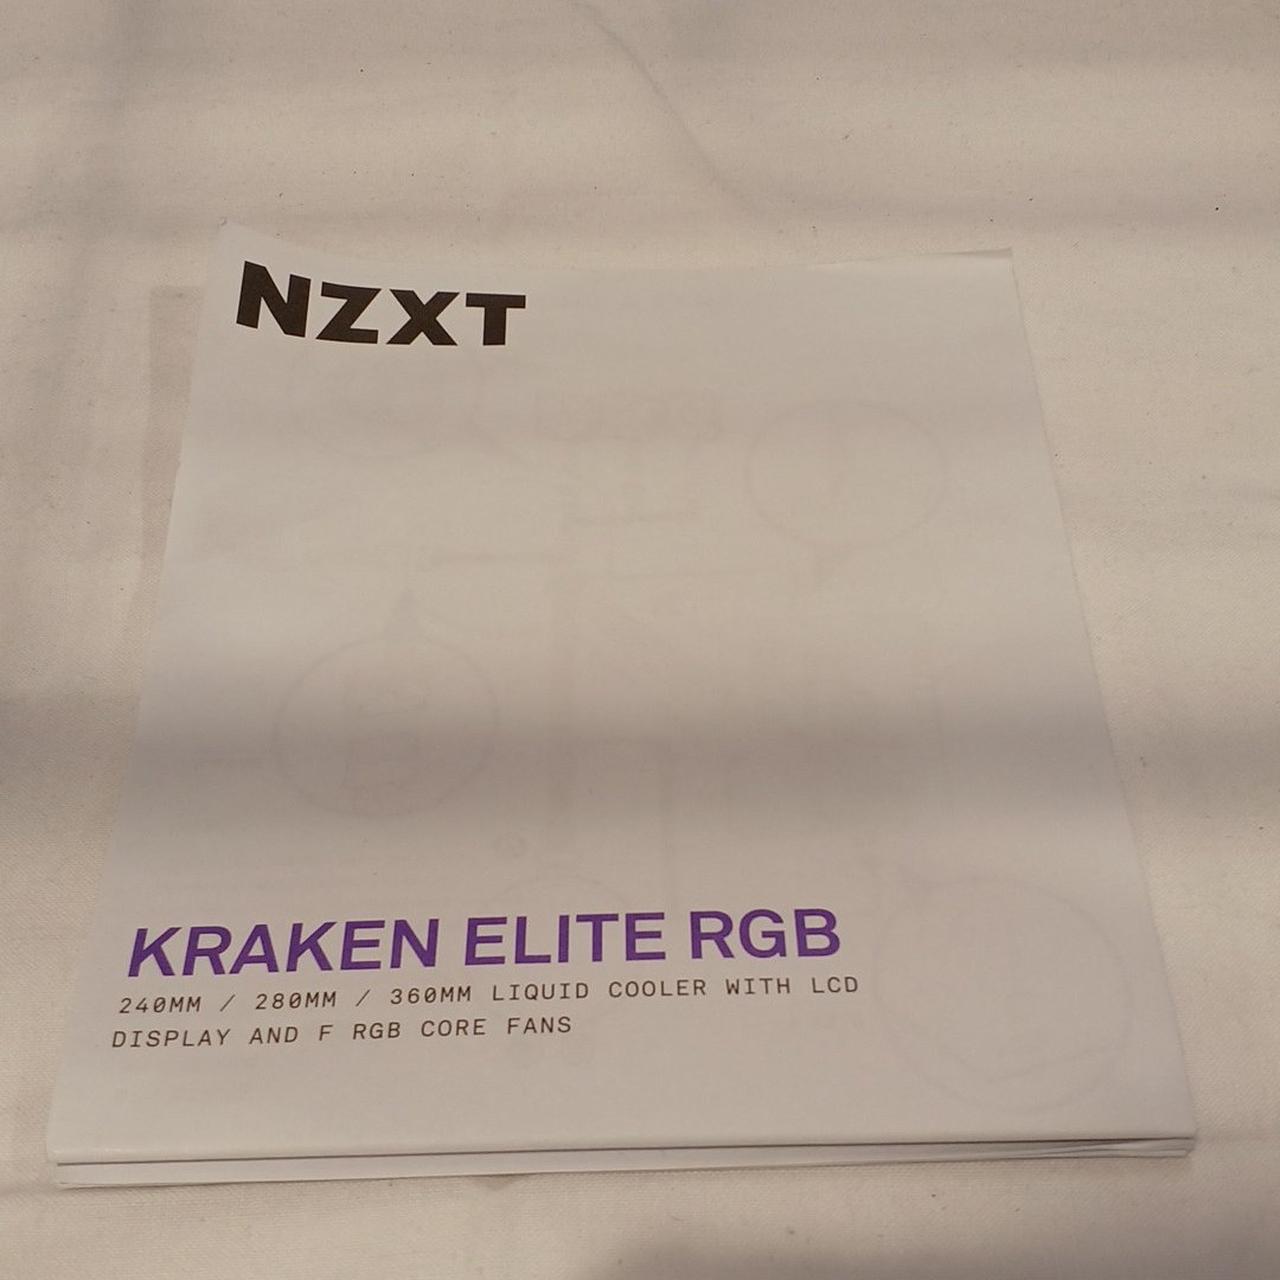 NZXT
KRAKEN ELITE RGB
240MM / 280MM / 360MM LIQUID COOLER WITH LCD
DISPLAY AND F RGB CORE FANS